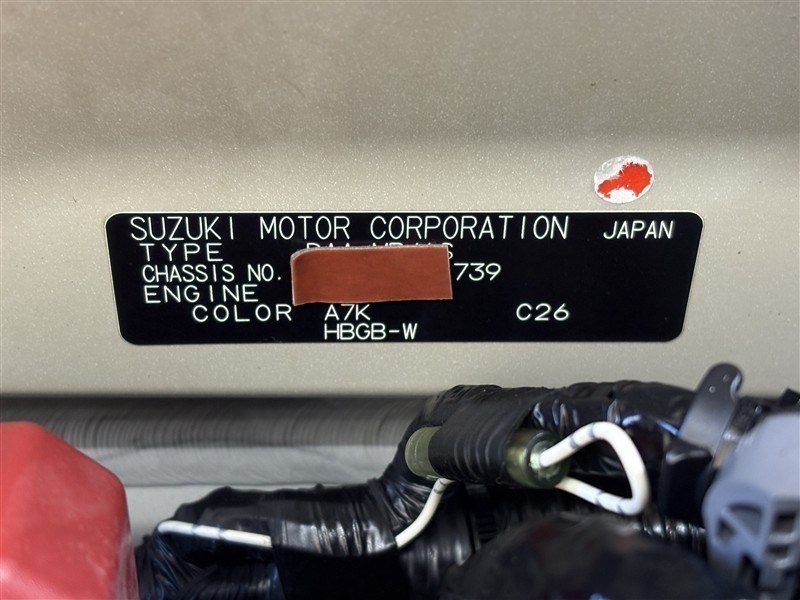 SUZUKI MOTOR CORPORATION JAPAN
TYPE
CHASSIS NO. 739
ENGINE
COLOR A7K C26
HBGB-W